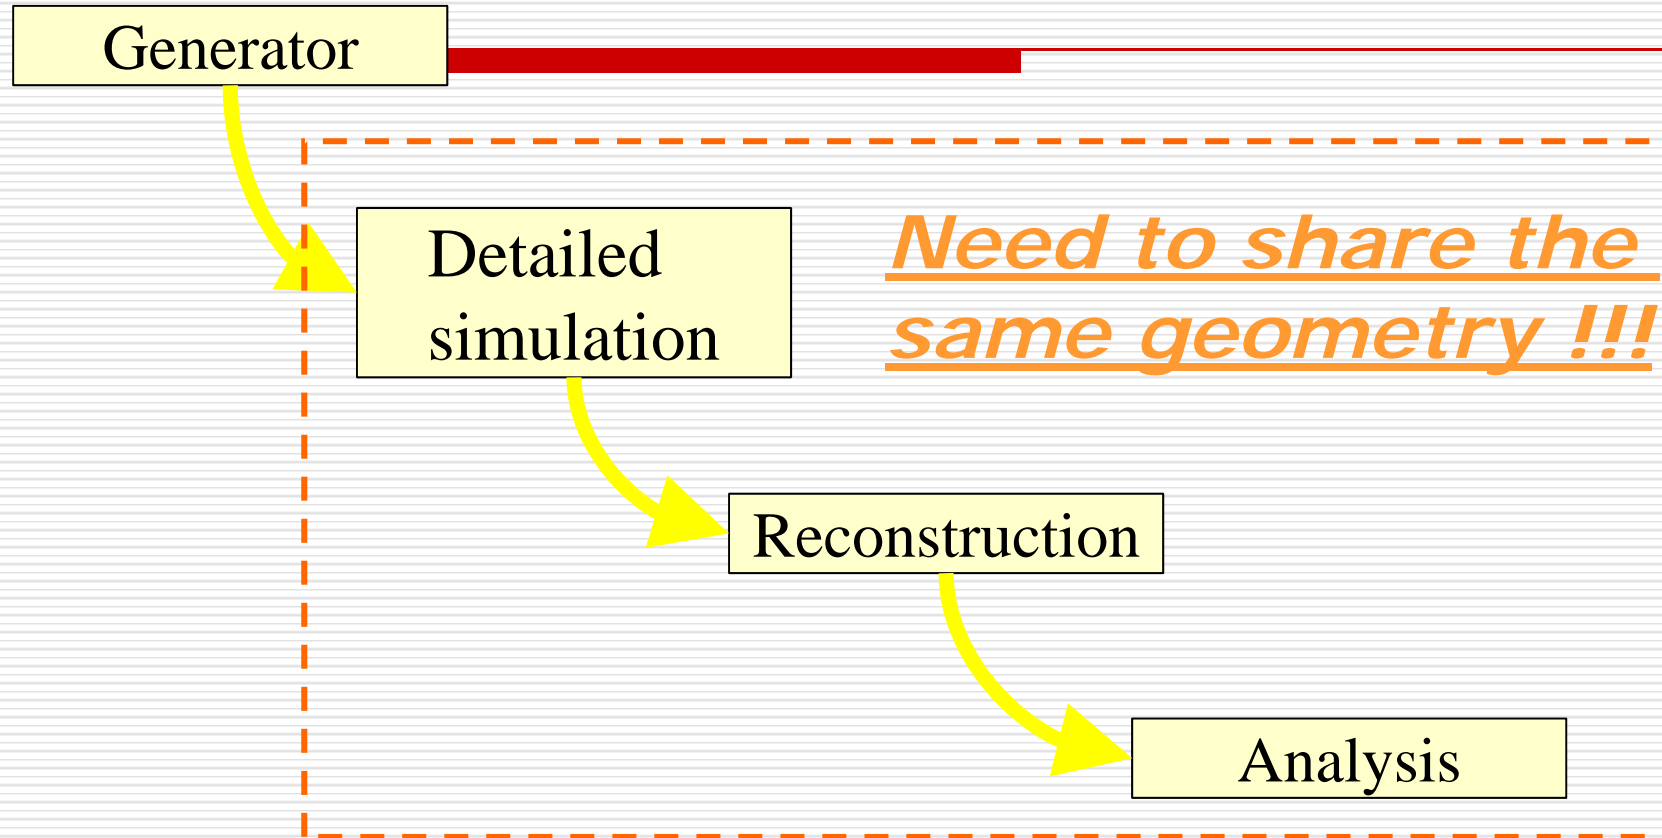 Generator
Detailed
simulation
Need to share the
same geometry !!!
Reconstruction
Analysis